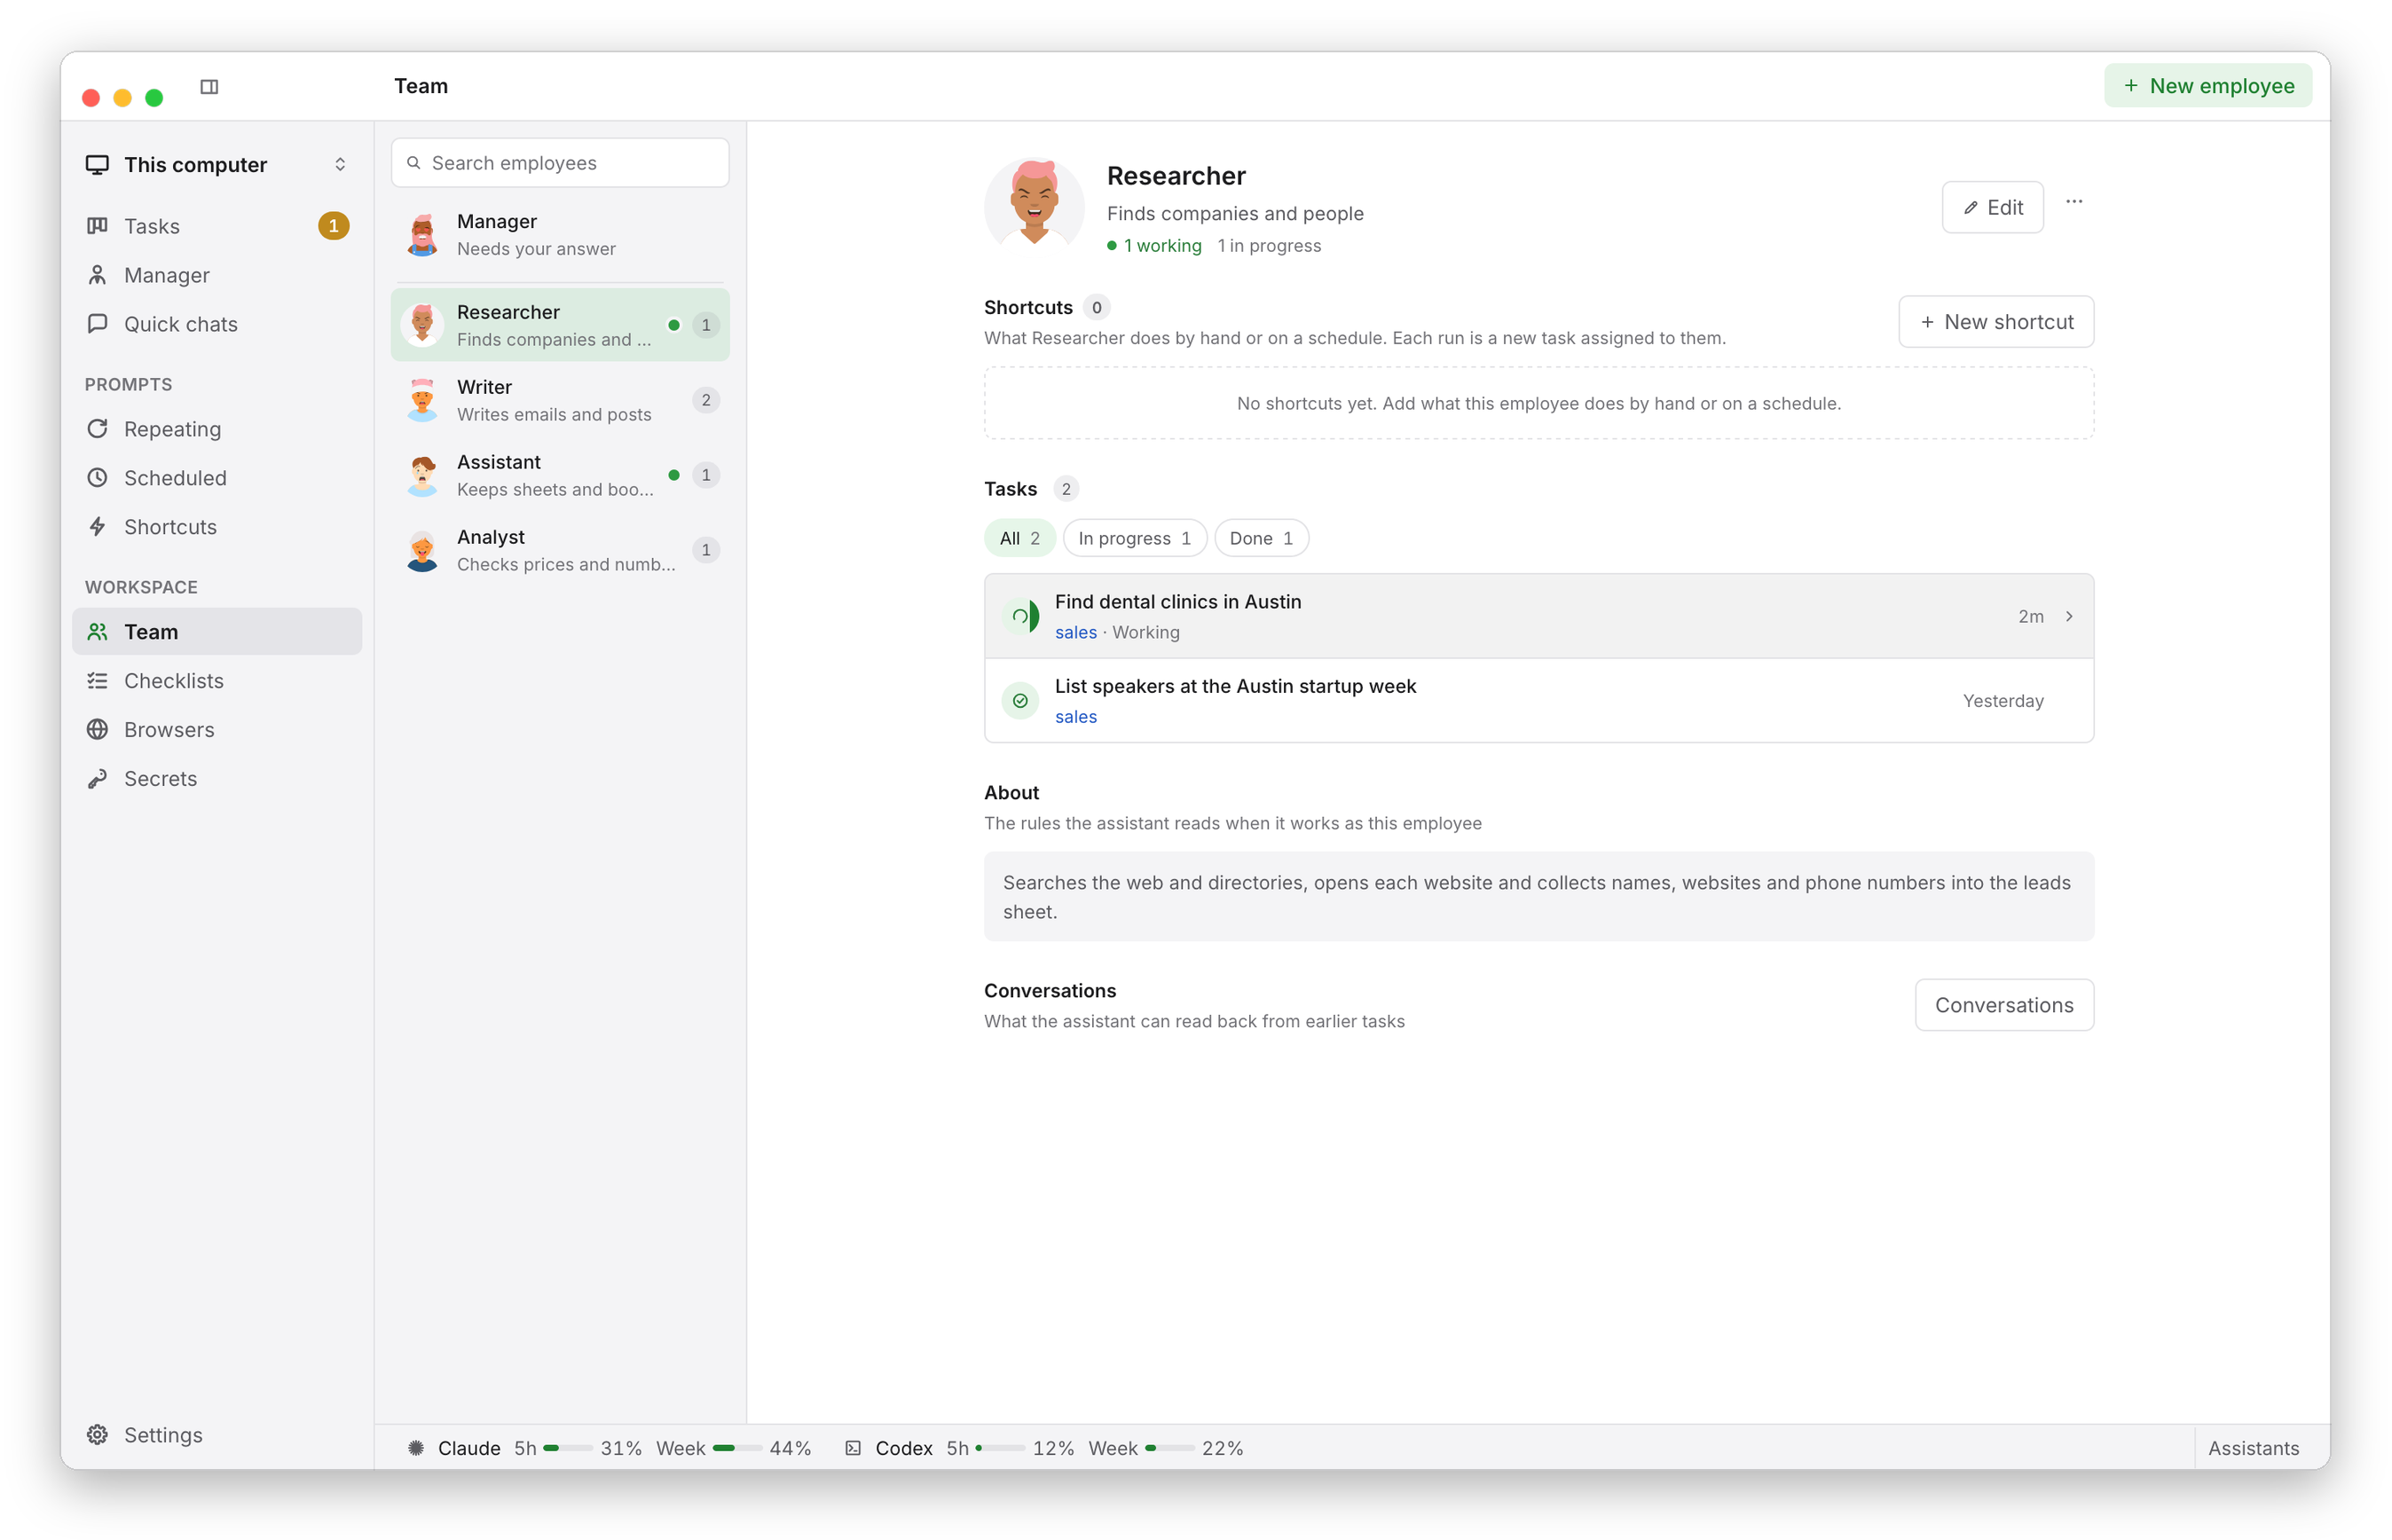 Team
+ New employee
This computer
Tasks
1
Manager
Quick chats
PROMPTS
Repeating
Scheduled
Shortcuts
WORKSPACE
Team
Checklists
Browsers
Secrets
Settings
Search employees
Manager
Needs your answer
Researcher
Finds companies and ...
1
Writer
Writes emails and posts
2
Assistant
Keeps sheets and boo...
1
Analyst
Checks prices and numb...
1
Researcher
Finds companies and people
1 working 1 in progress
Edit
...
Shortcuts 0
What Researcher does by hand or on a schedule. Each run is a new task assigned to them.
+ New shortcut
No shortcuts yet. Add what this employee does by hand or on a schedule.
Tasks 2
All 2 In progress 1 Done 1
Find dental clinics in Austin
sales · Working
2m
List speakers at the Austin startup week
sales
Yesterday
About
The rules the assistant reads when it works as this employee
Searches the web and directories, opens each website and collects names, websites and phone numbers into the leads
sheet.
Conversations
What the assistant can read back from earlier tasks
Conversations
Claude 5h 31% Week 44% Codex 5h 12% Week 22%
Assistants